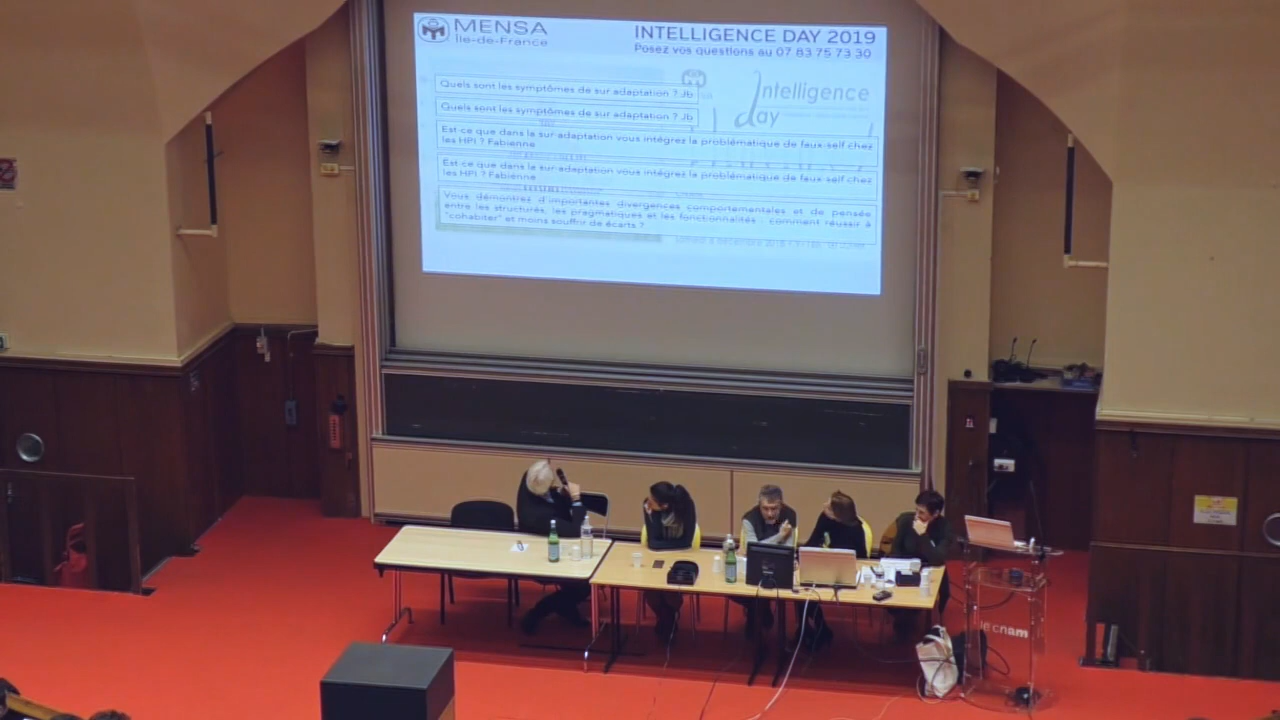 MENSA
Île-de-France
INTELLIGENCE DAY 2019
Posez vos questions au 07 83 75 73 30
Quels sont les symptômes de sur adaptation ? Jb
Quels sont les symptômes de sur adaptation ? Jb
Est-ce que dans la sur adaptation vous intégrez la problématique de faux self chez
les HPI ? Fabienne
Est-ce que dans la sur adaptation vous intégrez la problématique de faux self chez
les HPI ? Fabienne
Vous démontrez d'importantes divergences comportementales et de pensée
entre les structurés, les pragmatiques et les fonctionnalités : comment réussir à
"cohabiter" et moins souffrir de écarts ?
Intelligence
day
le cnam